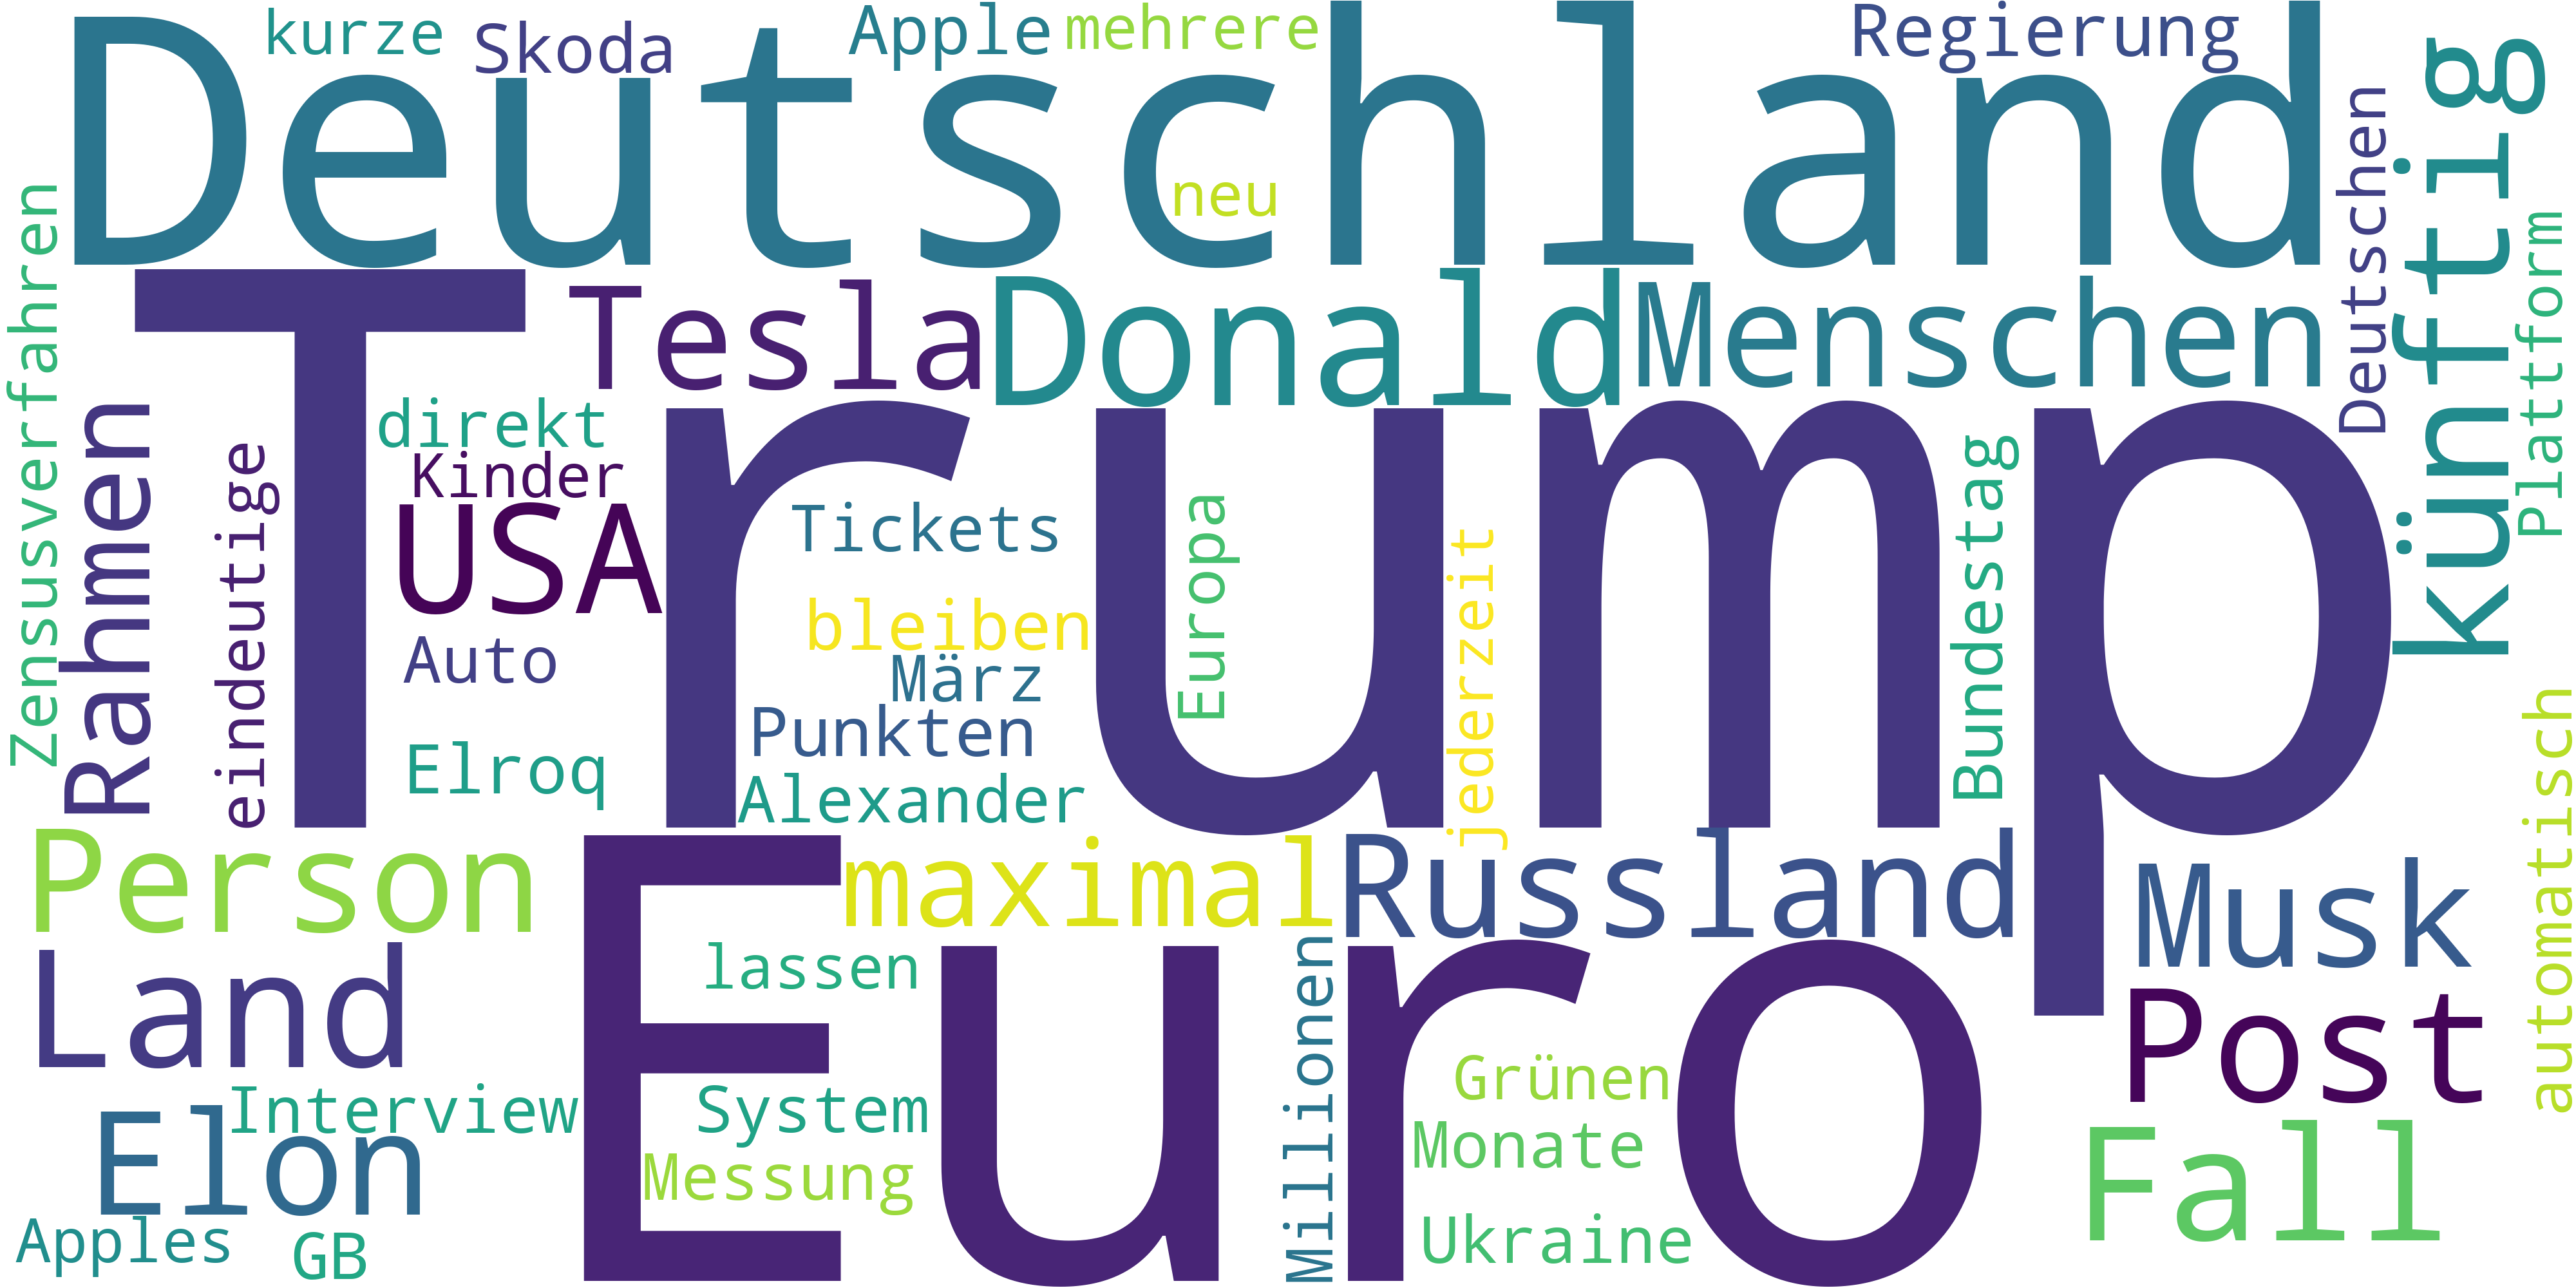 kurze
Skoda
Apple
mehrere
Regierung
Deutschland
neu
künftig
Deutschen
Plattform
Zensusverfahren
Tesla
Donald
Menschen
Trump
Rahmen
eindeutige
direkt
Kinder
USA
Tickets
Europa
jederzeit
Bundestag
bleiben
Auto
März
Punkten
Elroq
Alexander
automatisch
Person
maximal
Russland
Musk
Euro
Land
lassen
Millionen
Post
Interview
System
Grünen
Elon
Monate
Fall
Messung
Apples
GB
Ukraine